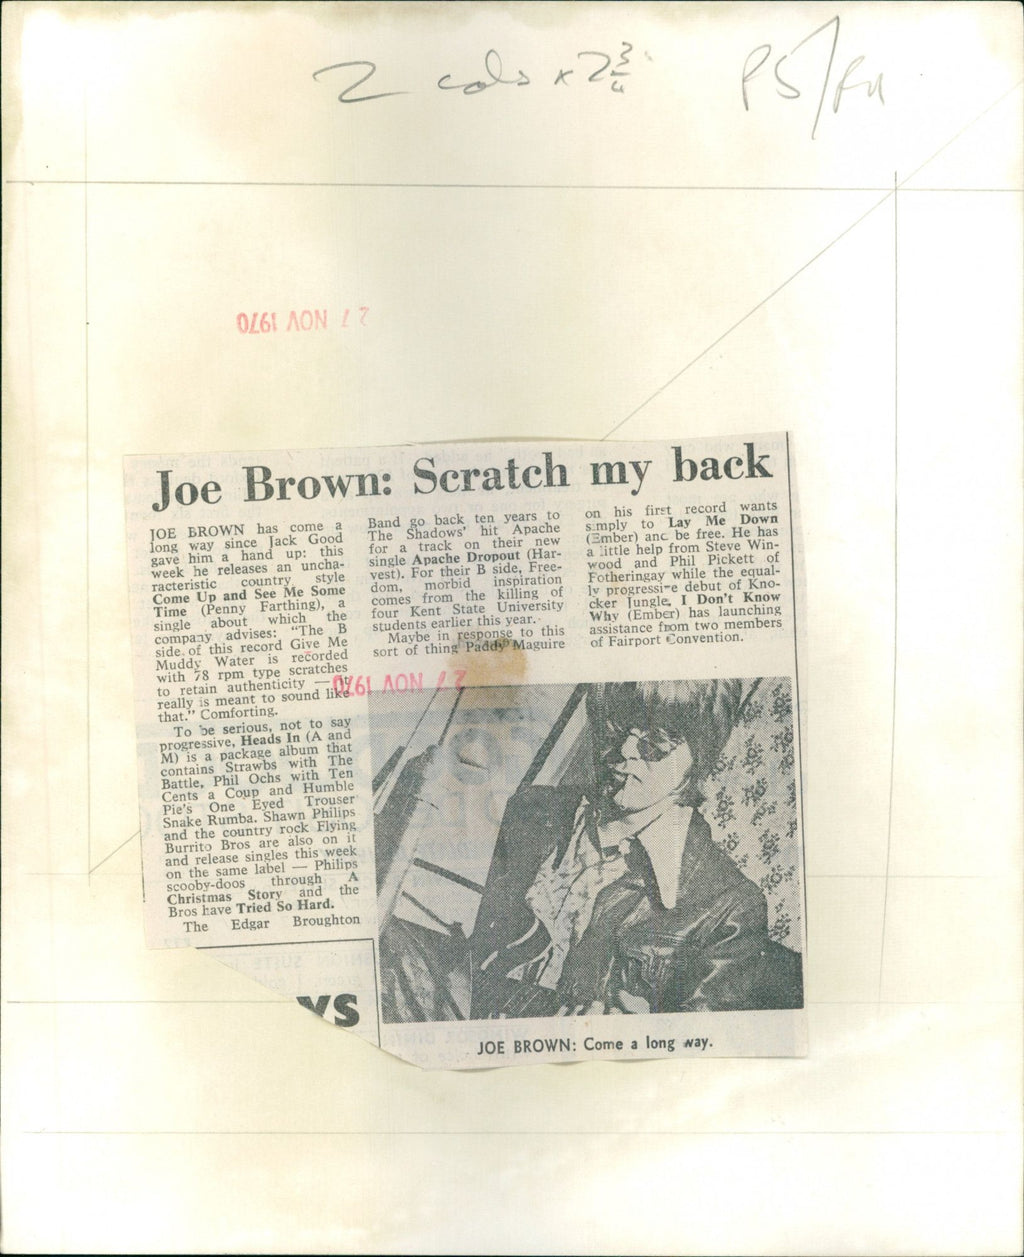 2 cols x 2 3/4
P5/
27 NOV 1970
Joe Brown: Scratch my back
JOE BROWN has come a
long way since Jack Good
gave him a hand up: this
week he releases an uncha-
racteristic country style
Come Up and See Me Some
Time (Penny Farthing), a
single about which the
company advises: "The B
side of this record Give Me
Muddy Water is recorded
with 78 rpm type scratches
to retain authenticity — it
really is meant to sound like
that." Comforting.
To be serious, not to say
progressive, Heads In (A and
M) is a package album that
contains Strawbs with The
Battle, Phil Ochs with Ten
Cents a Coup and Humble
Pie's One Eyed Trouser
Snake Rumba. Shawn Philips
and the country rock Flying
Burrito Bros are also on it
and release singles this week
on the same label — Philips
scooby-doos through A
Christmas Story and the
Bros have Tried So Hard.
The Edgar Broughton
Band go back ten years to
The Shadows' hit Apache
for a track on their new
single Apache Dropout (Har-
vest). For their B side, Free-
dom, morbid inspiration
comes from the killing of
four Kent State University
students earlier this year.
Maybe in response to this
sort of thing Paddy Maguire
on his first record wants
simply to Lay Me Down
(Ember) and be free. He has
a little help from Steve Win-
wood and Phil Pickett of
Fotheringay while the equal-
ly progressive debut of Kno-
cker Jungle, I Don't Know
Why (Ember) has launching
assistance from two members
of Fairport Convention.
27 NOV 1970
YS
JOE BROWN: Come a long way.